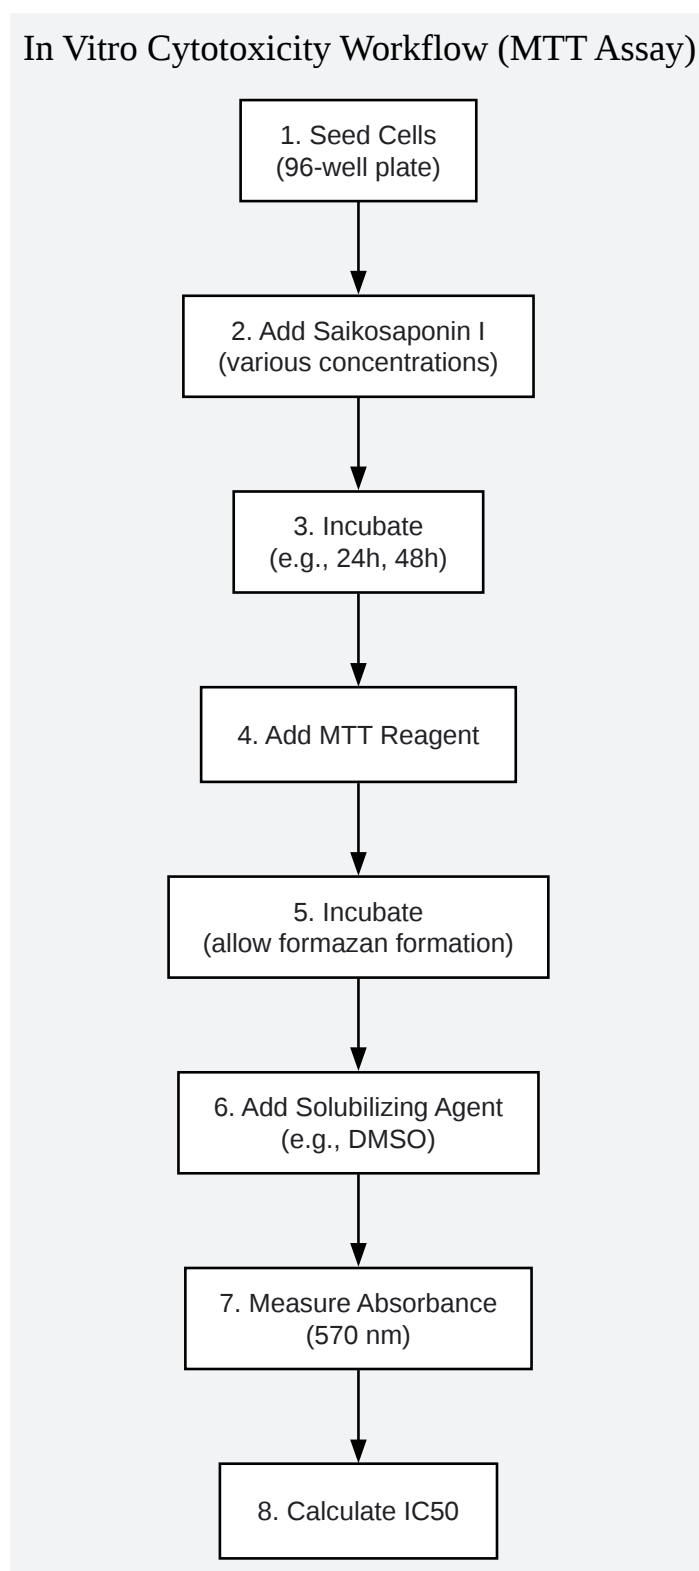 In Vitro Cytotoxicity Workflow (MTT Assay)
1. Seed Cells
(96-well plate)
2. Add Saikosaponin I
(various concentrations)
3. Incubate
(e.g., 24h, 48h)
4. Add MTT Reagent
5. Incubate
(allow formazan formation)
6. Add Solubilizing Agent
(e.g., DMSO)
7. Measure Absorbance
(570 nm)
8. Calculate IC50